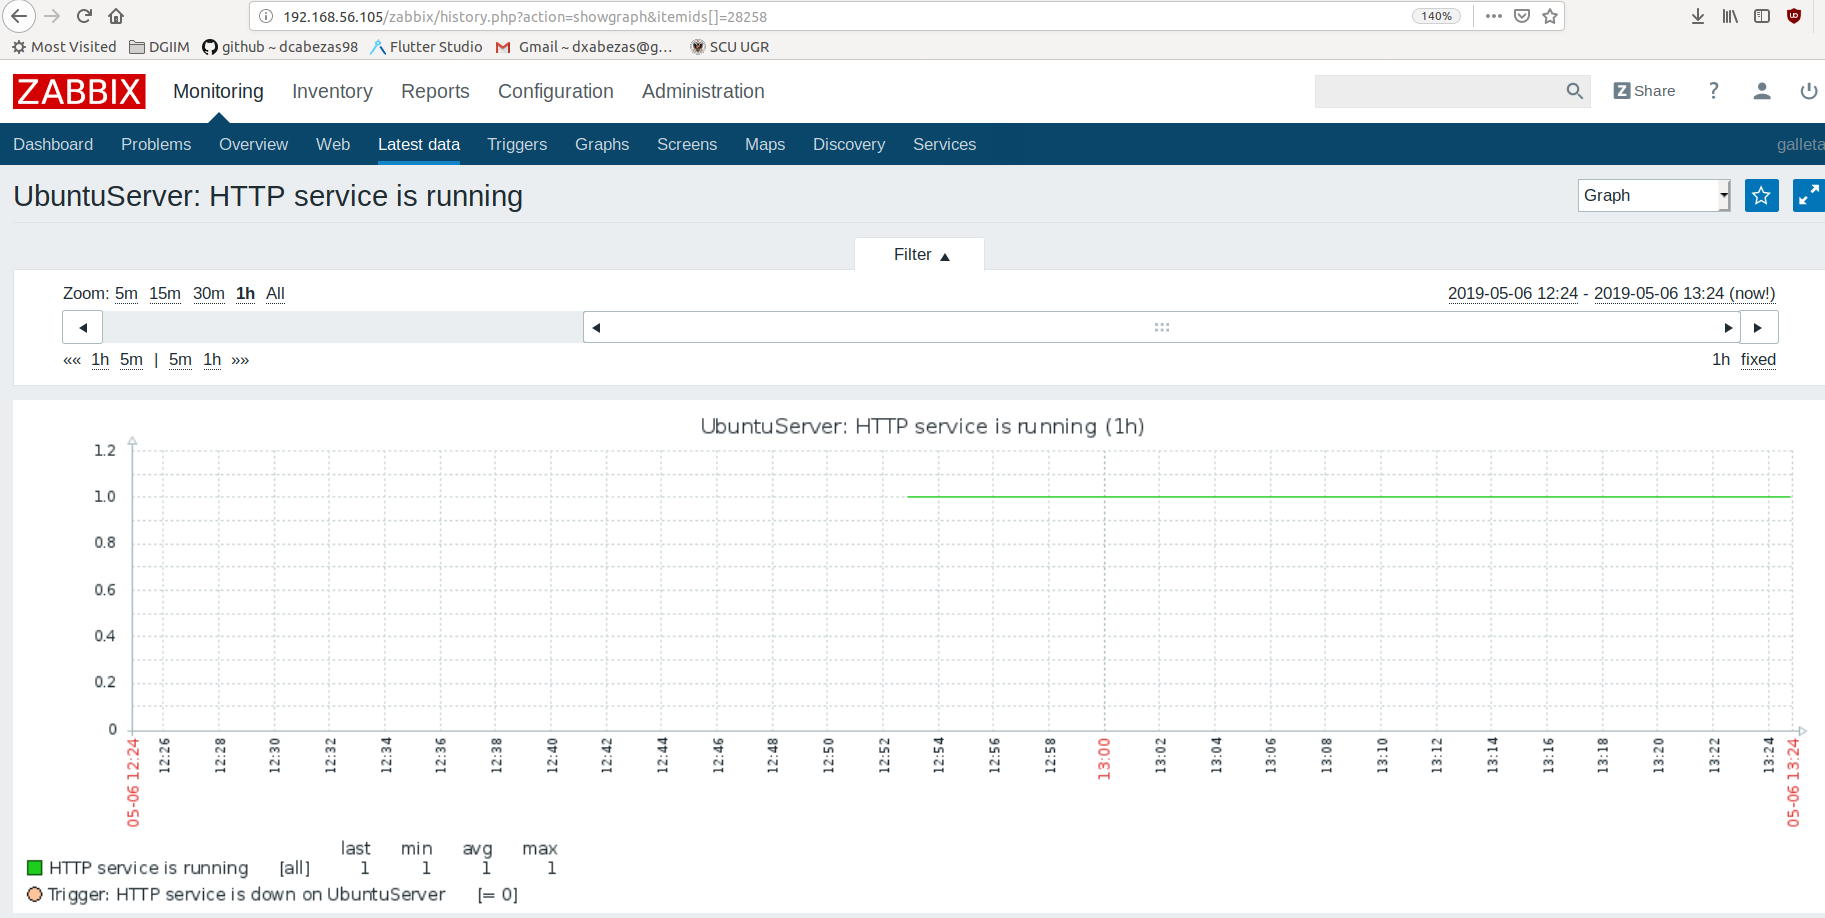 192.168.56.105/zabbix/history.php?action=showgraph&itemids[]=28258 140%
Most Visited DGIIM github ~ dcabezas98 Flutter Studio Gmail ~ dxabezas@g... SCU UGR
ZABBIX Monitoring Inventory Reports Configuration Administration Z Share ?
Dashboard Problems Overview Web Latest data Triggers Graphs Screens Maps Discovery Services galleta
UbuntuServer: HTTP service is running Graph
Filter ▲
Zoom: 5m 15m 30m 1h All 2019-05-06 12:24 - 2019-05-06 13:24 (now!)
«« 1h 5m | 5m 1h »» 1h fixed
UbuntuServer: HTTP service is running (1h)
1.2
1.0
0.8
0.6
0.4
0.2
0
05-06 12:24 12:26 12:28 12:30 12:32 12:34 12:36 12:38 12:40 12:42 12:44 12:46 12:48 12:50 12:52 12:54 12:56 12:58 13:00 13:02 13:04 13:06 13:08 13:10 13:12 13:14 13:16 13:18 13:20 13:22 13:24 05-06 13:24
last min avg max
HTTP service is running [all] 1 1 1 1
Trigger: HTTP service is down on UbuntuServer [= 0]